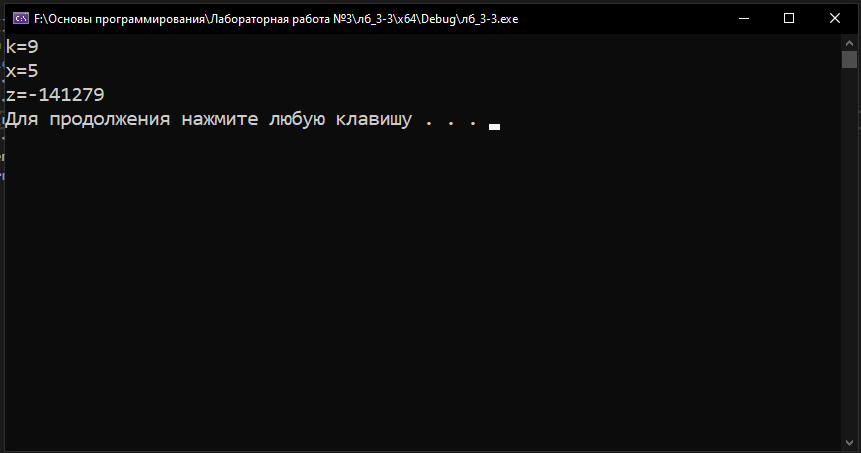 F:\Основы программирования\Лабораторная работа №3\лб_3-3\x64\Debug\лб_3-3.exe
k=9
x=5
z=-141279
Для продолжения нажмите любую клавишу . . .